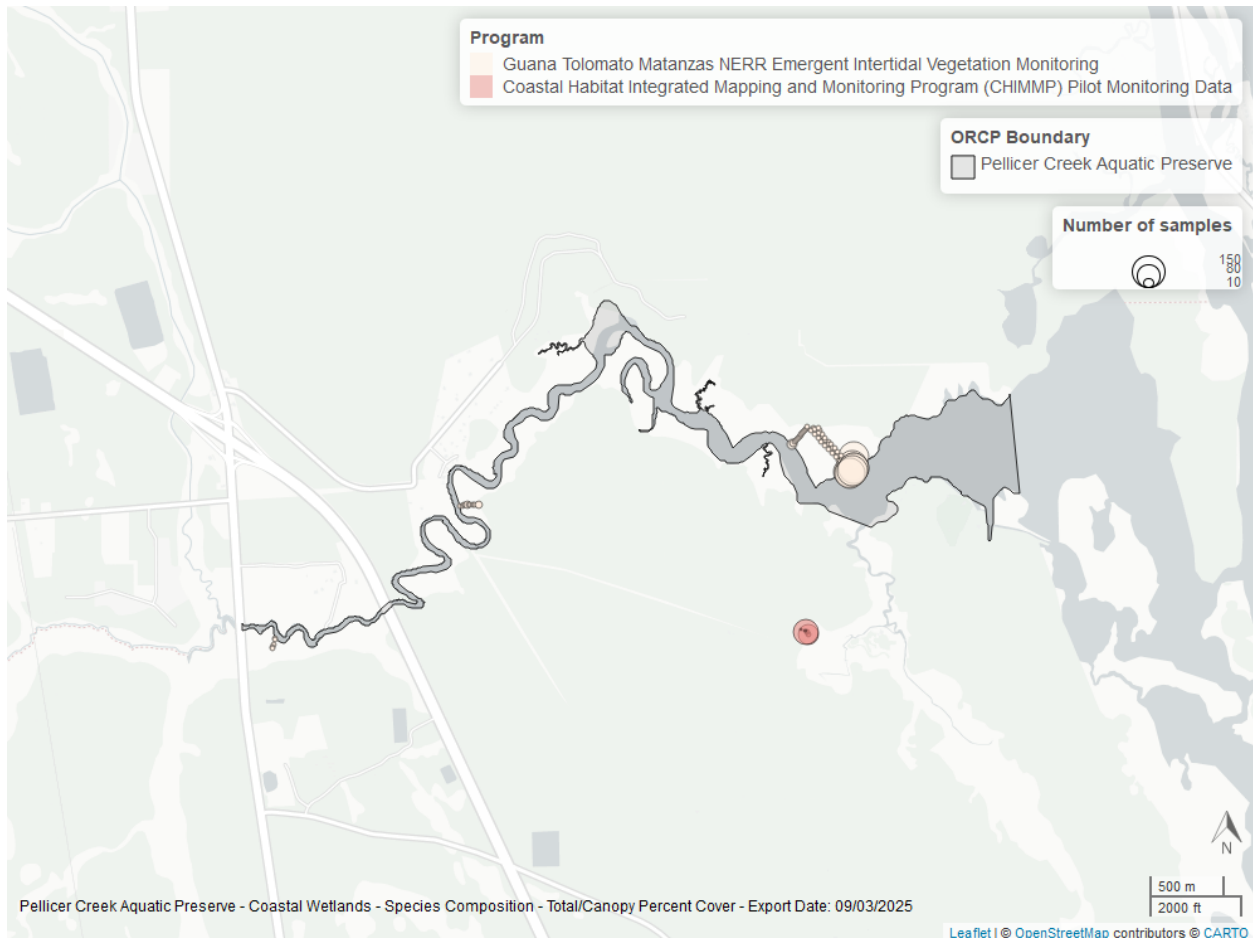 Program
Guana Tolomato Matanzas NERR Emergent Intertidal Vegetation Monitoring
Coastal Habitat Integrated Mapping and Monitoring Program (CHIMMP) Pilot Monitoring Data
ORCP Boundary
Pellicer Creek Aquatic Preserve
Number of samples
150
80
10
N
500 m
2000 ft
Pellicer Creek Aquatic Preserve - Coastal Wetlands - Species Composition - Total/Canopy Percent Cover - Export Date: 09/03/2025
Leaflet | © OpenStreetMap contributors © CARTO